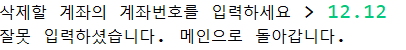 삭제할 계좌의 계좌번호를 입력하세요 > 12.12
잘못 입력하셨습니다. 메인으로 돌아갑니다.